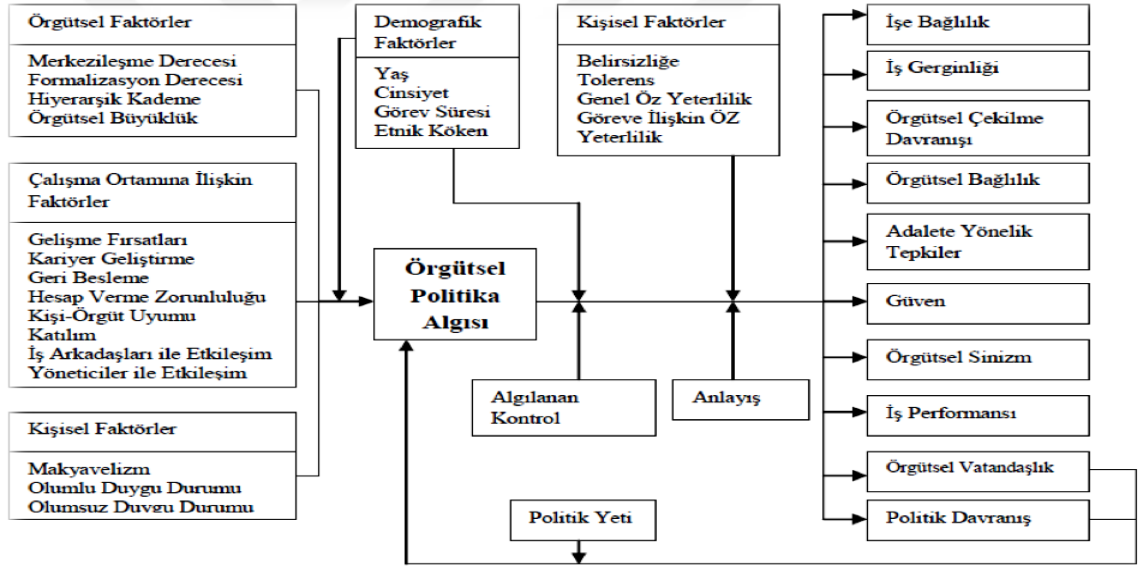 Örgütsel Faktörler
Merkezileşme Derecesi
Formalizasyon Derecesi
Hiyerarşik Kademe
Örgütsel Büyüklük
Çalışma Ortamına İlişkin
Faktörler
Gelişme Fırsatları
Kariyer Geliştirme
Geri Besleme
Hesap Verme Zorunluluğu
Kişi-Örgüt Uyumu
Katılım
İş Arkadaşları ile Etkileşim
Yöneticiler ile Etkileşim
Kişisel Faktörler
Makyavelizm
Olumlu Duygu Durumu
Olumsuz Duygu Durumu
Demografik
Faktörler
Yaş
Cinsiyet
Görev Süresi
Etnik Köken
Kişisel Faktörler
Belirsizliğe
Tolerens
Genel Öz Yeterlilik
Göreve İlişkin ÖZ
Yeterlilik
Örgütsel
Politika
Algısı
Algılanan
Kontrol
Anlayış
Politik Yeti
İşe Bağlılık
İş Gerginliği
Örgütsel Çekilme
Davranışı
Örgütsel Bağlılık
Adalete Yönelik
Tepkiler
Güven
Örgütsel Sinizm
İş Performansı
Örgütsel Vatandaşlık
Politik Davranış